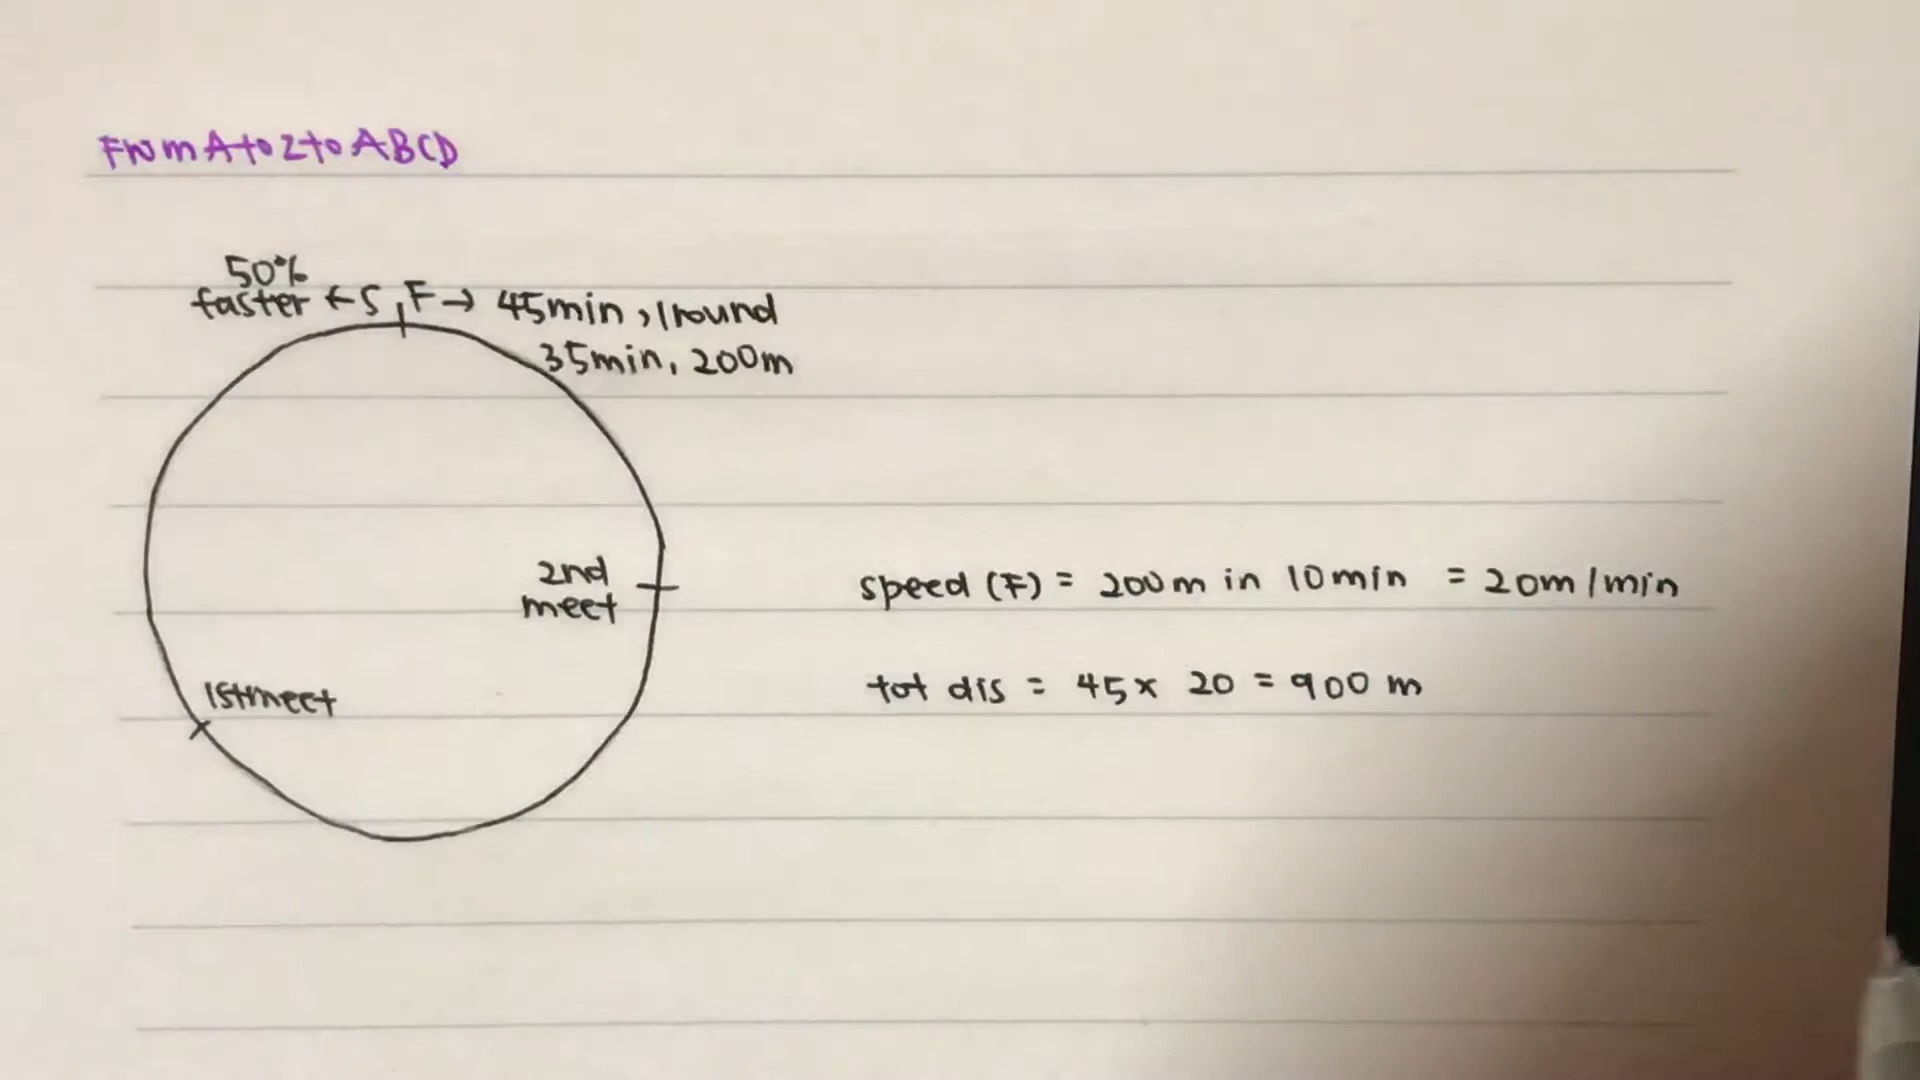 From A to Z to ABCD
50%
faster ← S, F → 45min, 1round
35min, 200m
2nd
meet
speed (F) = 200m in 10min = 20m/min
1st meet
tot dis = 45 x 20 = 900 m